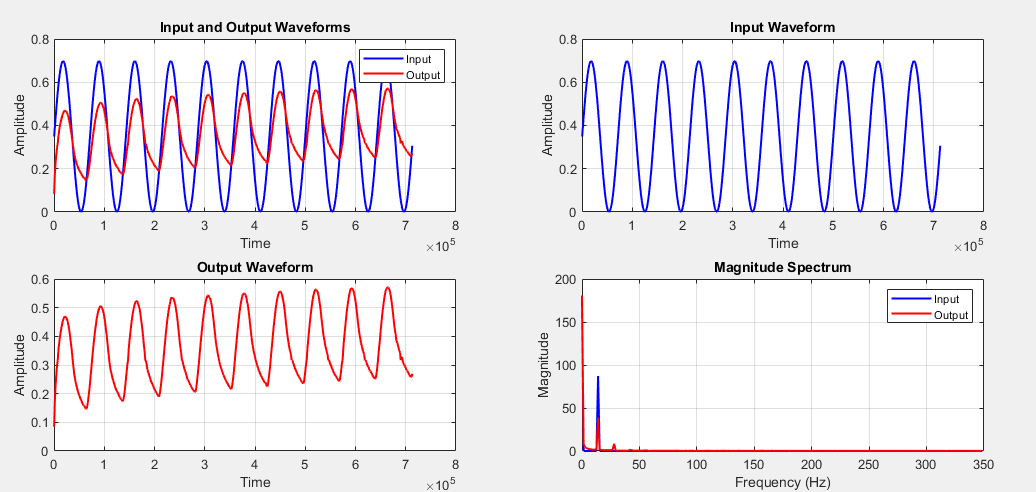 Input and Output Waveforms
0.8
0.6
0.4
0.2
0
Amplitude
Input
Output
0 1 2 3 4 5 6 7 8
Time
×10^5
Input Waveform
0.8
0.6
0.4
0.2
0
Amplitude
0 1 2 3 4 5 6 7 8
Time
×10^5
Output Waveform
0.6
0.5
0.4
0.3
0.2
0.1
0
Amplitude
0 1 2 3 4 5 6 7 8
Time
×10^5
Magnitude Spectrum
200
150
100
50
0
Magnitude
Input
Output
0 50 100 150 200 250 300 350
Frequency (Hz)